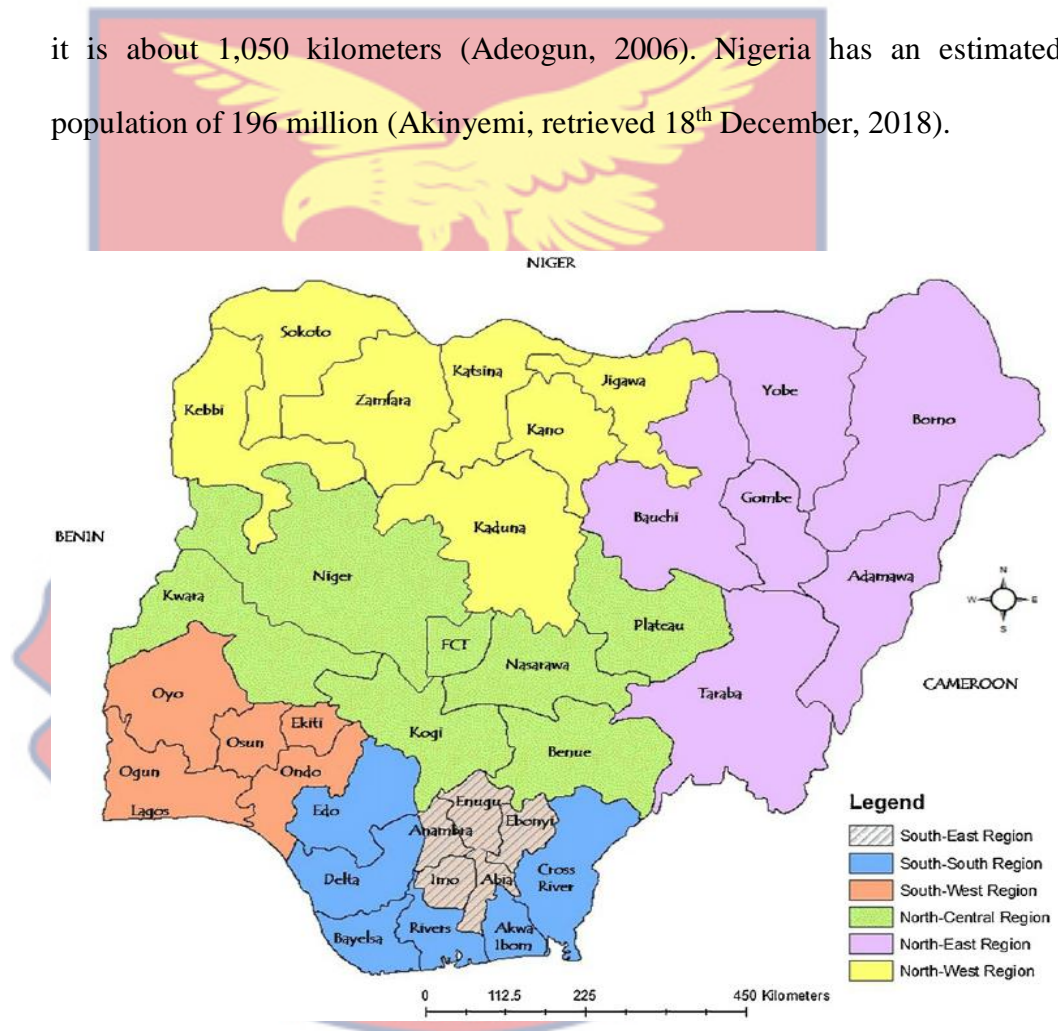 it is about 1,050 kilometers (Adeogun, 2006). Nigeria has an estimated
population of 196 million (Akinyemi, retrieved 18th December, 2018).
NIGER
Sokoto
Katsina
Jigawa
Yobe
Kebbi
Zamfara
Borno
Kano
Gombe
Bauchi
BENIN
Kaduna
Niger
Adamawa
N
W E
S
Kwara
FCT
Plateau
Nasarawa
CAMEROON
Oyo
Taraba
Ekiti
Kogi
Osun
Benue
Ogun
Ondo
Lagos
Edo
Enugu
Anambra
Ebonyi
Legend
South-East Region
South-South Region
South-West Region
North-Central Region
North-East Region
North-West Region
Delta
Imo
Abia
Cross
River
Bayelsa
Rivers
Akwa
Ibom
0 112.5 225 450 Kilometers